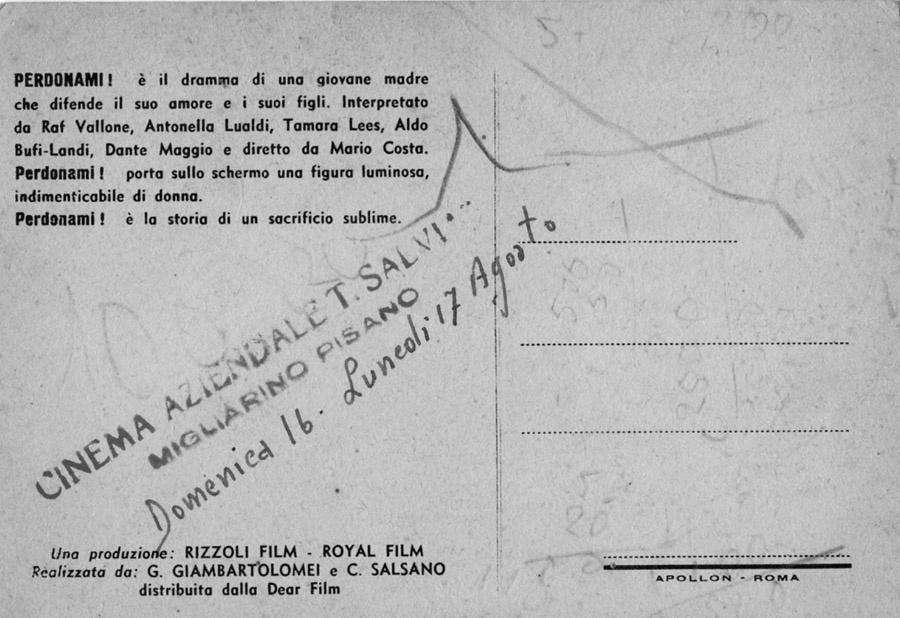 PERDONAMI! è il dramma di una giovane madre
che difende il suo amore e i suoi figli. Interpretato
da Raf Vallone, Antonella Lualdi, Tamara Lees, Aldo
Bufi-Landi, Dante Maggio e diretto da Mario Costa.
Perdonami! porta sullo schermo una figura luminosa,
indimenticabile di donna.
Perdonami! è la storia di un sacrificio sublime.
CINEMA AZIENDALE T. SALVI
MIGLIARINO PISANO
Domenica 16. Lunedì 17 Agosto
Una produzione: RIZZOLI FILM - ROYAL FILM
Realizzata da: G. GIAMBARTOLOMEI e C. SALSANO
distribuita dalla Dear Film
APOLLON - ROMA
5
20